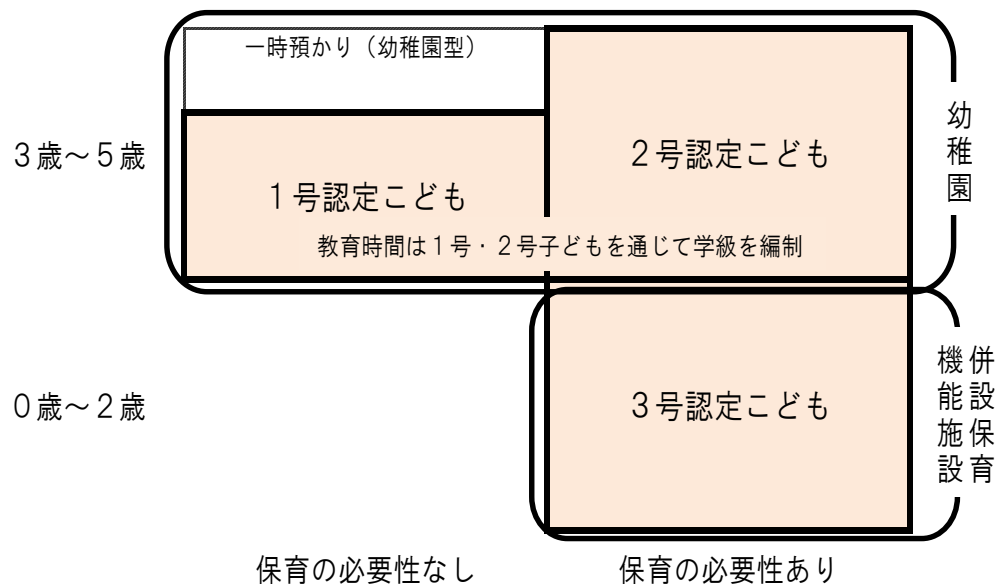 一時預かり（幼稚園型）
3歳～5歳
1号認定こども
2号認定こども
教育時間は1号・2号子どもを通じて学級を編制
幼稚園
0歳～2歳
3号認定こども
併設保育
機能施設
保育の必要性なし
保育の必要性あり